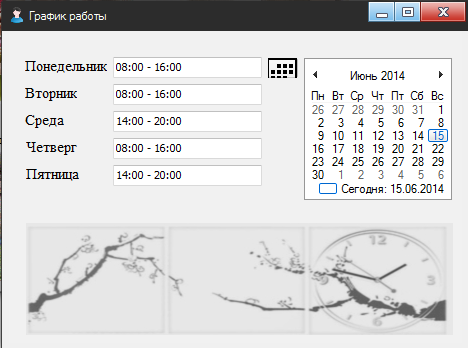 График работы
Понедельник 08:00 - 16:00
Вторник 08:00 - 16:00
Среда 14:00 - 20:00
Четверг 08:00 - 16:00
Пятница 14:00 - 20:00
Июнь 2014
Пн Вт Ср Чт Пт Сб Вс
26 27 28 29 30 31 1
2 3 4 5 6 7 8
9 10 11 12 13 14 15
16 17 18 19 20 21 22
23 24 25 26 27 28 29
30 1 2 3 4 5 6
Сегодня: 15.06.2014
12